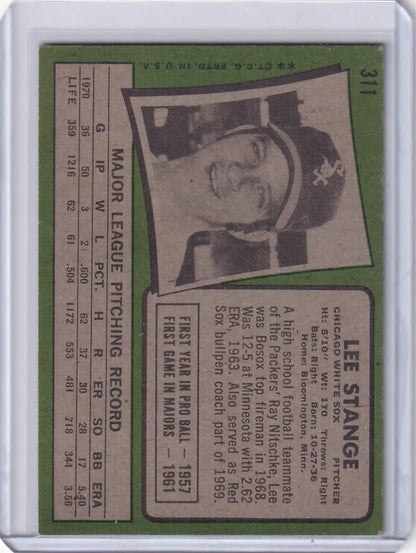 311
LEE STANGE
CHICAGO WHITE SOX PITCHER
Ht: 5'10" Wt: 170 Throws: Right
Bats: Right Born: 10-27-36
Home: Bloomington, Minn.
A high school football teammate
of the Packers' Ray Nitschke, Lee
was Bosox top fireman in 1968.
Was 12-5 at Minnesota with 2.62
ERA, 1963. Also served as Red
Sox bullpen coach part of 1969.
FIRST YEAR IN PRO BALL — 1957
FIRST GAME IN MAJORS — 1961
MAJOR LEAGUE PITCHING RECORD
G IP W L PCT. H R ER SO BB ERA
1970 36 50 3 2 .600 62 37 30 28 17 5.40
LIFE 359 1216 62 61 .504 1172 553 481 718 344 3.56
**©T.C.G. PRTD. IN U.S.A.